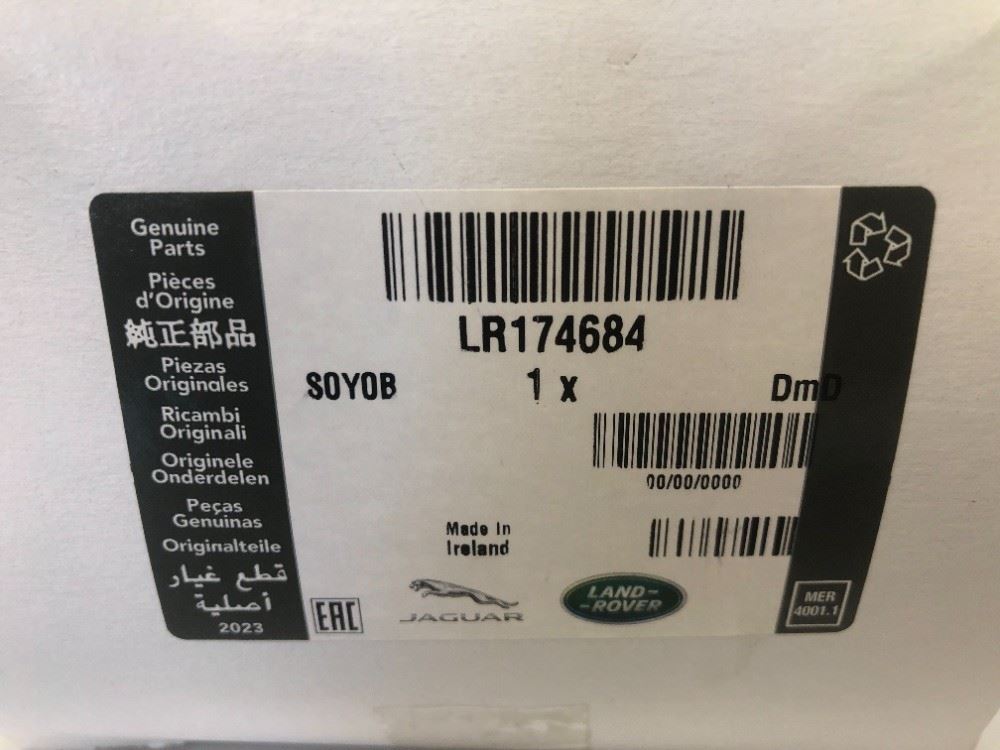 Genuine
Parts
Pièces
d'Origine
純正部品
Piezas
Originales
Ricambi
Originali
Originele
Onderdelen
Peças
Genuinas
Originalteile
قطع غيار
أصلية
2023
LR174684
SOYOB 1 x DmD
00/00/0000
Made In
Ireland
EAC
JAGUAR
LAND-
-ROVER
MER
4001.1